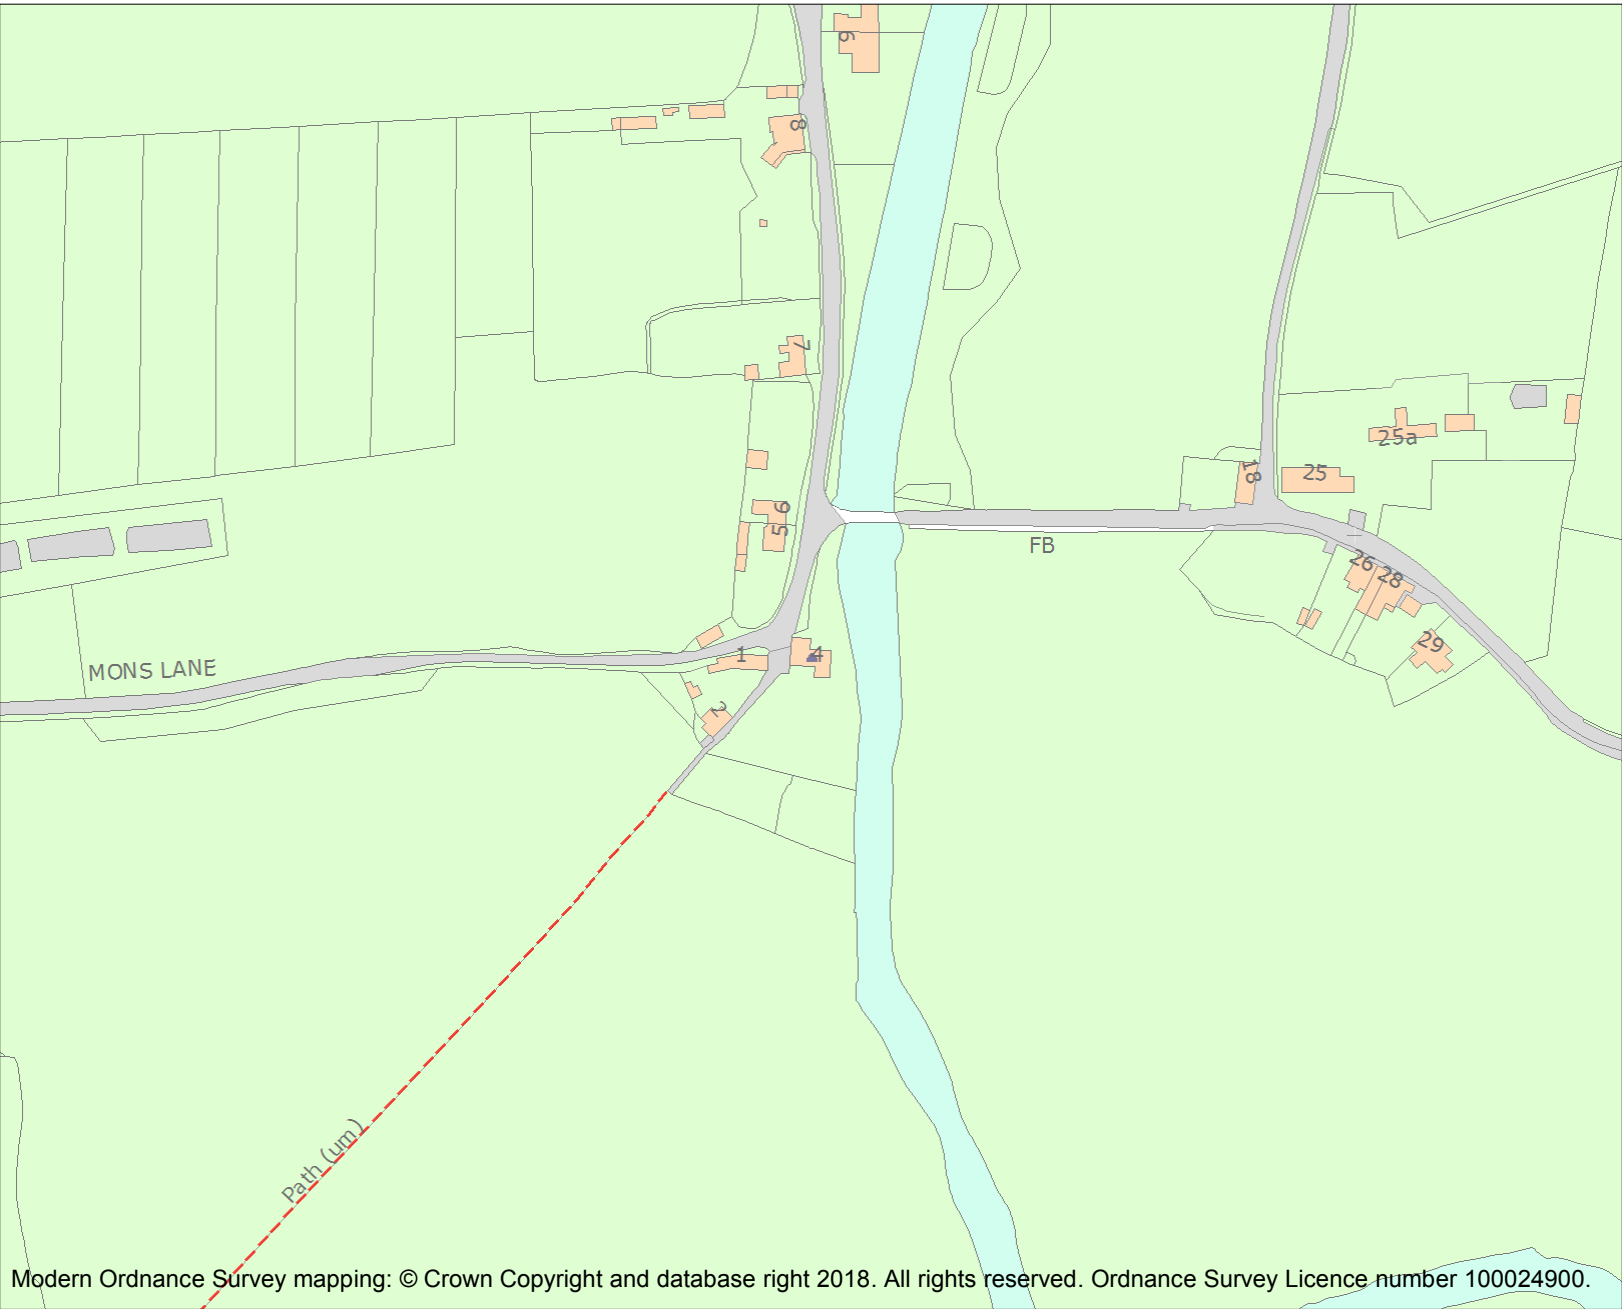 9
8
7
25a
18
25
6
5
FB
26
28
29
1
4
MONS LANE
2
Path (um)
Modern Ordnance Survey mapping: © Crown Copyright and database right 2018. All rights reserved. Ordnance Survey Licence number 100024900.